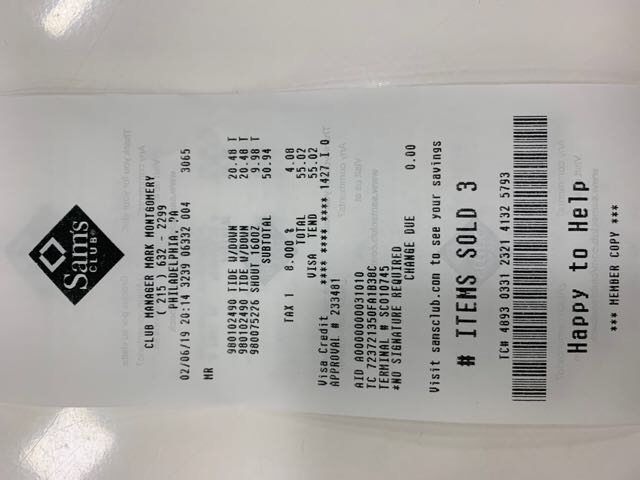 Sams
CLUB®
CLUB MANAGER MARK MONTGOMERY
( 215 ) 632 - 2299
PHILADELPHIA, PA
02/06/19 20:14 3239 06332 004 3065
MR
980102490 TIDE W/DOWN 20.48 T
980102490 TIDE W/DOWN 20.48 T
980075226 SHOUT 160OZ 9.98 T
SUBTOTAL 50.94
TAX 1 8.000 % 4.08
TOTAL 55.02
VISA TEND 55.02
Visa Credit **** **** **** 1427 I 0
APPROVAL # 233481
AID A0000000031010
TC 723721350FA1B38C
TERMINAL # SC010745
*NO SIGNATURE REQUIRED
CHANGE DUE 0.00
Visit samsclub.com to see your savings
# ITEMS SOLD 3
TC# 4893 0331 2321 4132 5793
Happy to Help
*** MEMBER COPY ***